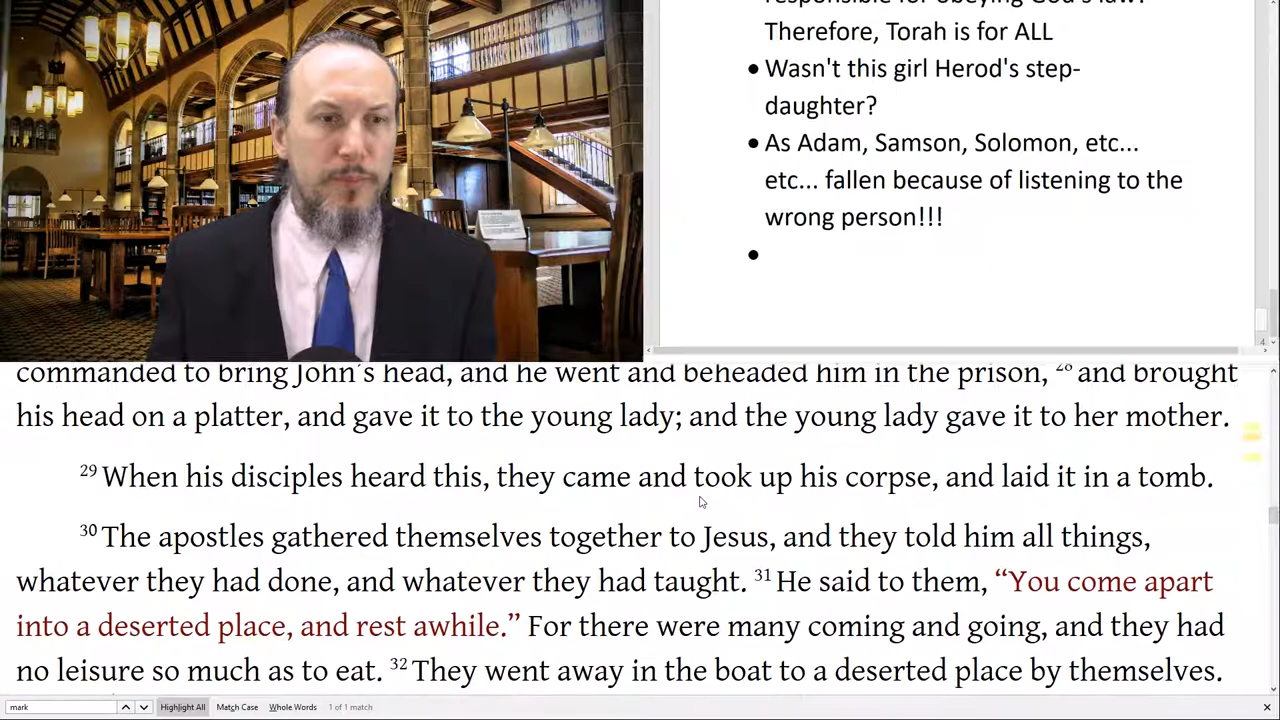 responsible for obeying God's law?
Therefore, Torah is for ALL
• Wasn't this girl Herod's step-
daughter?
• As Adam, Samson, Solomon, etc...
etc... fallen because of listening to the
wrong person!!!
•
4
commanded to bring John’s head, and he went and beheaded him in the prison, 28 and brought
his head on a platter, and gave it to the young lady; and the young lady gave it to her mother.
29 When his disciples heard this, they came and took up his corpse, and laid it in a tomb.
30 The apostles gathered themselves together to Jesus, and they told him all things,
whatever they had done, and whatever they had taught. 31 He said to them, “You come apart
into a deserted place, and rest awhile.” For there were many coming and going, and they had
no leisure so much as to eat. 32 They went away in the boat to a deserted place by themselves.
mark Highlight All Match Case Whole Words 1 of 1 match